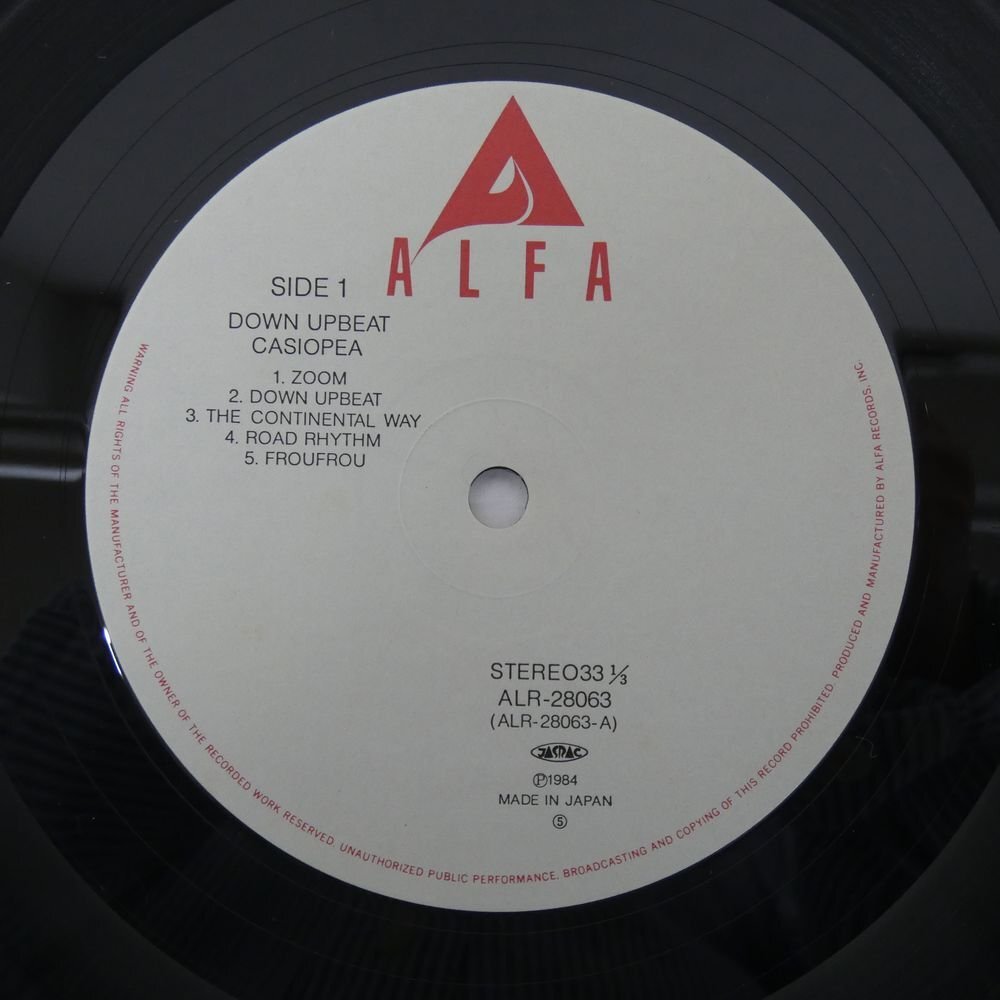 ALFA
SIDE 1
DOWN UPBEAT
CASIOPEA
1. ZOOM
2. DOWN UPBEAT
3. THE CONTINENTAL WAY
4. ROAD RHYTHM
5. FROUFROU
STEREO33 1/3
ALR-28063
(ALR-28063-A)
JASRAC
Ⓟ1984
MADE IN JAPAN
⑤
WARNING ALL RIGHTS OF THE MANUFACTURER AND OF THE OWNER OF THE RECORDED WORK RESERVED. UNAUTHORIZED PUBLIC PERFORMANCE. BROADCASTING AND COPYING OF THIS RECORD PROHIBITED. PRODUCED AND MANUFACTURED BY ALFA RECORDS, INC.